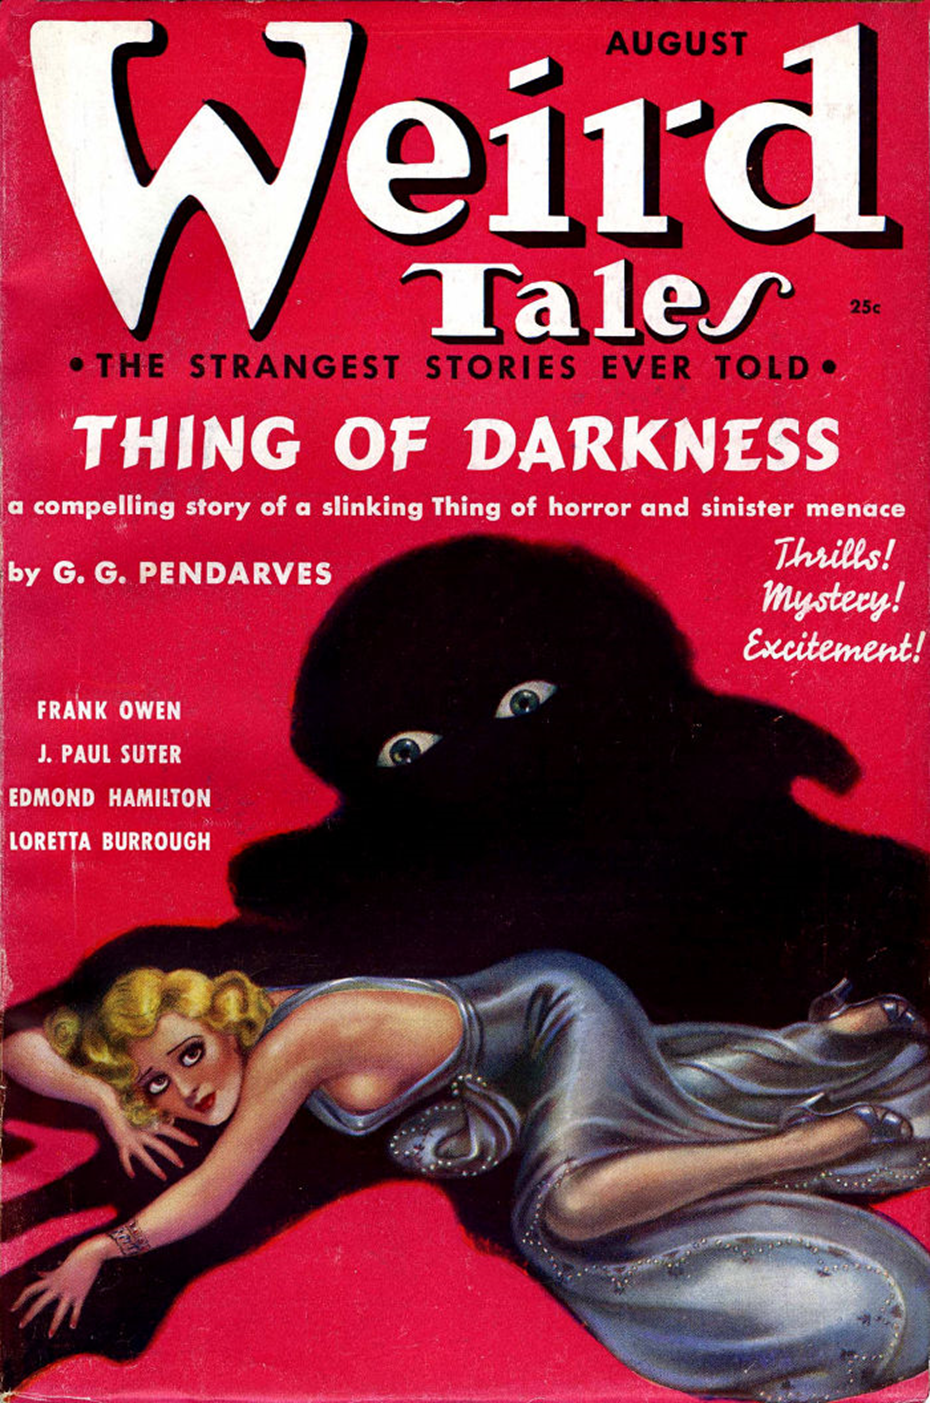 AUGUST
Weird
Tales
25c
• THE STRANGEST STORIES EVER TOLD •
THING OF DARKNESS
a compelling story of a slinking Thing of horror and sinister menace
by G. G. PENDARVES
Thrills!
Mystery!
Excitement!
FRANK OWEN
J. PAUL SUTER
EDMOND HAMILTON
LORETTA BURROUGH